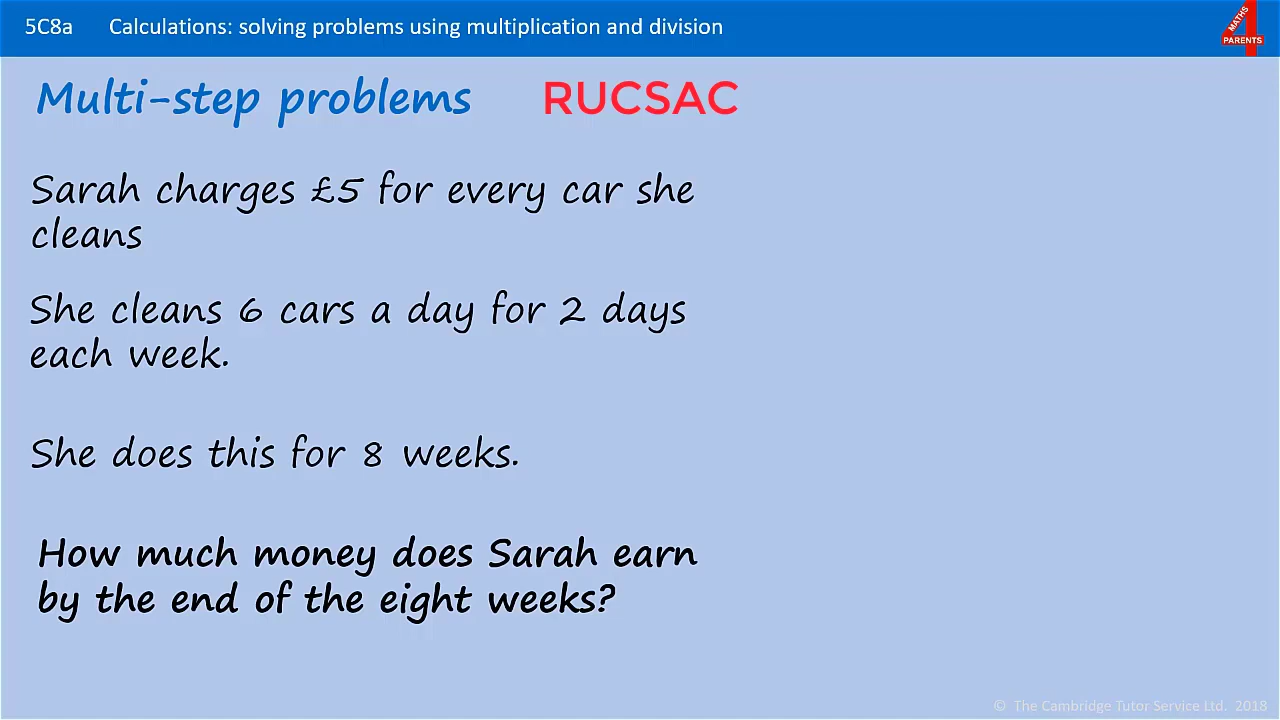 5C8a Calculations: solving problems using multiplication and division
MATHS
4
PARENTS
Multi-step problems RUCSAC
Sarah charges £5 for every car she
cleans
She cleans 6 cars a day for 2 days
each week.
She does this for 8 weeks.
How much money does Sarah earn
by the end of the eight weeks?
© The Cambridge Tutor Service Ltd. 2018